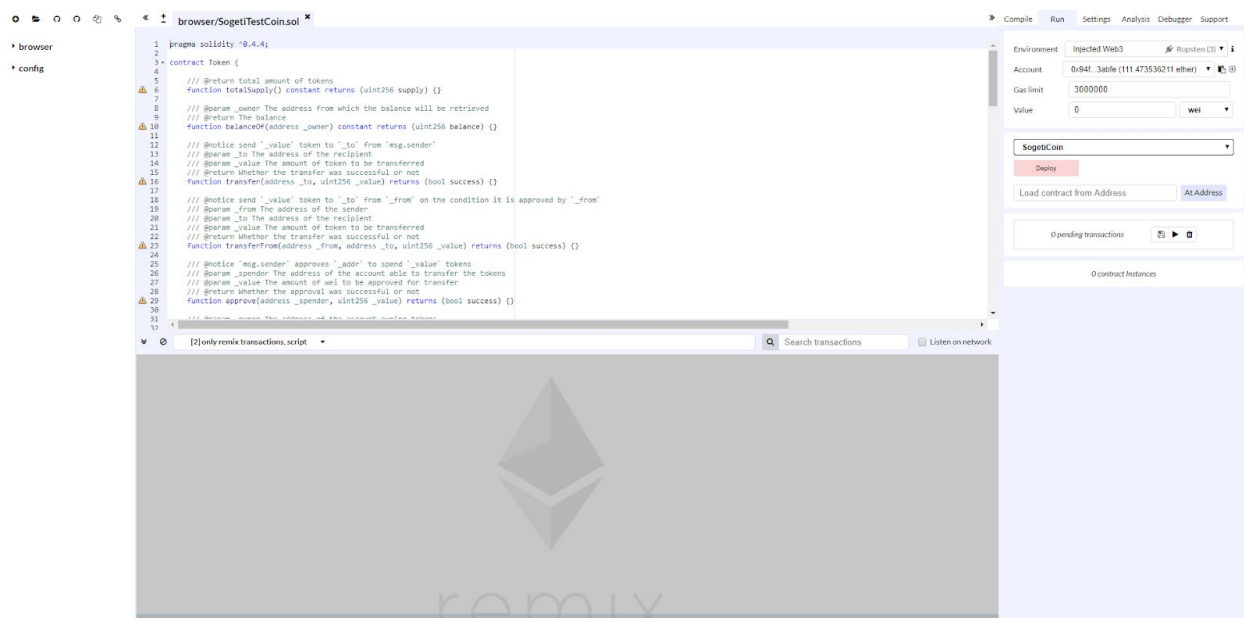 browser/SogetiTestCoin.sol
Compile Run Settings Analysis Debugger Support
browser
config
1 pragma solidity ^0.4.4;
2
3 contract Token {
4
5 /// @return total amount of tokens
6 function totalSupply() constant returns (uint256 supply) {}
7
8 /// @param _owner The address from which the balance will be retrieved
9 /// @return The balance
10 function balanceOf(address _owner) constant returns (uint256 balance) {}
11
12 /// @notice send `_value` token to `_to` from `msg.sender`
13 /// @param _to The address of the recipient
14 /// @param _value The amount of token to be transferred
15 /// @return Whether the transfer was successful or not
16 function transfer(address _to, uint256 _value) returns (bool success) {}
17
18 /// @notice send `_value` token to `_to` from `_from` on the condition it is approved by `_from`
19 /// @param _from The address of the sender
20 /// @param _to The address of the recipient
21 /// @param _value The amount of token to be transferred
22 /// @return Whether the transfer was successful or not
23 function transferFrom(address _from, address _to, uint256 _value) returns (bool success) {}
24
25 /// @notice `msg.sender` approves `_addr` to spend `_value` tokens
26 /// @param _spender The address of the account able to transfer the tokens
27 /// @param _value The amount of wei to be approved for transfer
28 /// @return Whether the approval was successful or not
29 function approve(address _spender, uint256 _value) returns (bool success) {}
30
31 /// @param _owner The address of the account owning tokens
32
[2] only remix transactions, script
Search transactions
Listen on network
remix
Environment Injected Web3 Ropsten (3) i
Account 0x94f...3abfe (111.473536211 ether)
Gas limit 3000000
Value 0 wei
SogetiCoin
Deploy
Load contract from Address At Address
0 pending transactions
0 contract Instances